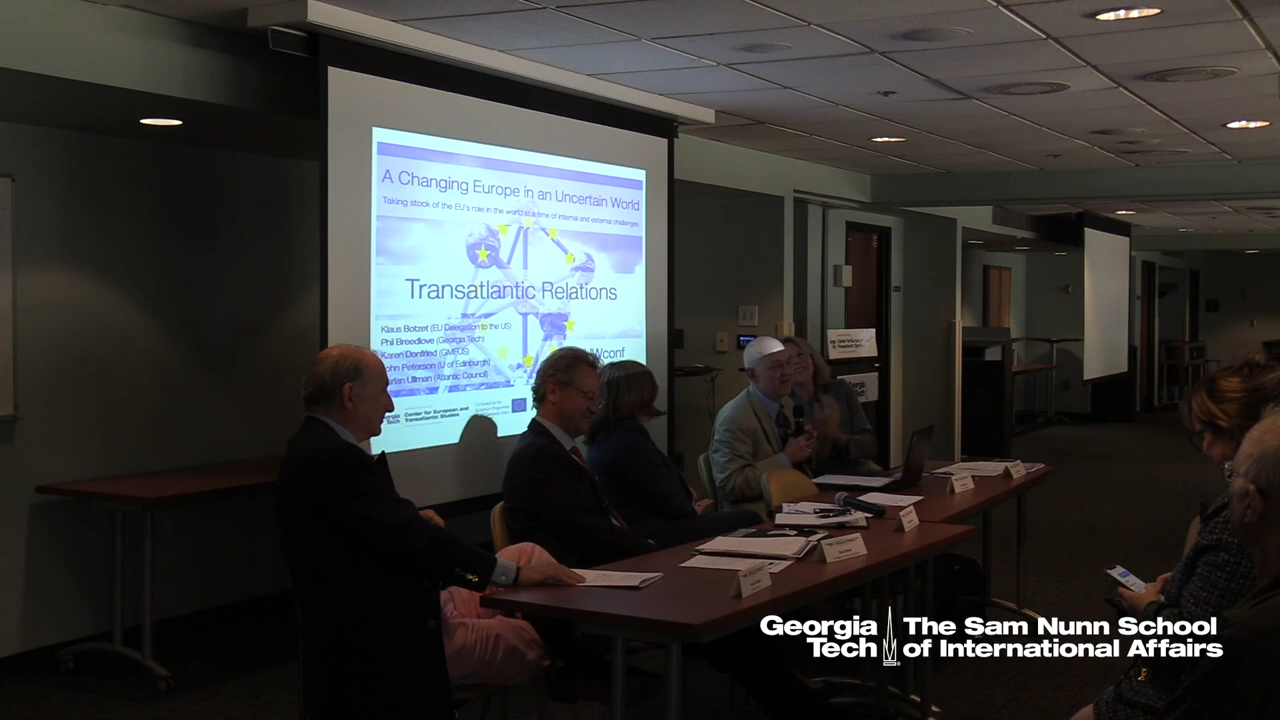 A Changing Europe in an Uncertain World
Taking stock of the EU's role in the world at a time of internal and external challenges
Transatlantic Relations
Klaus Botzet (EU Delegation to the US)
Phil Breedlove (Georgia Tech)
Karen Donfried (GMFUS)
John Peterson (U of Edinburgh)
Ullman (Atlantic Council)
Wconf
Tech
Center for European and
Transatlantic Studies
Georgia Tech
The Sam Nunn School
of International Affairs